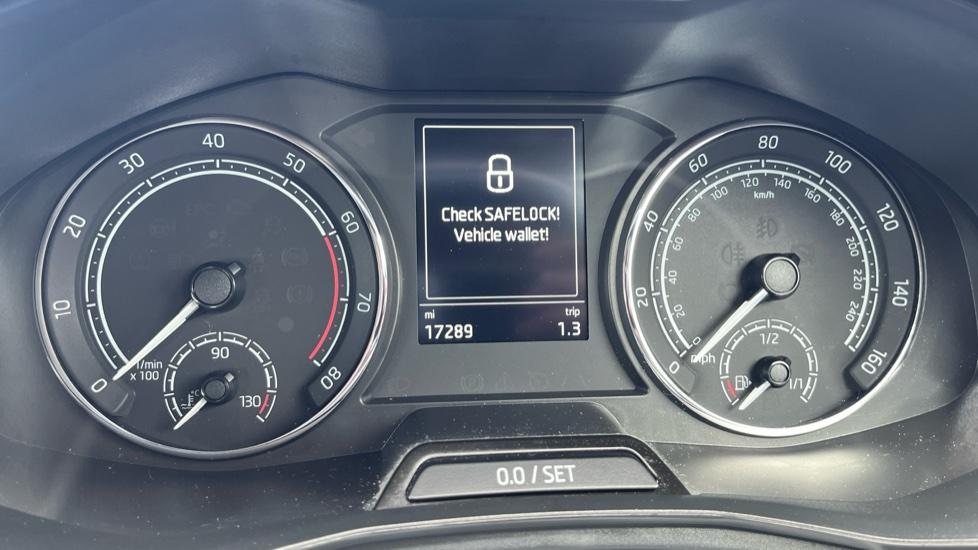 0 10 20 30 40 50 60 70 80
1/min
x 100
90
130
°C
Check SAFELOCK!
Vehicle wallet!
mi trip
17289 1.3
0 20 40 60 80 100 120 140 160
20 40 60 80 100 120 140 160 180 200 240
km/h
mph
1/2
1/1
0.0 / SET